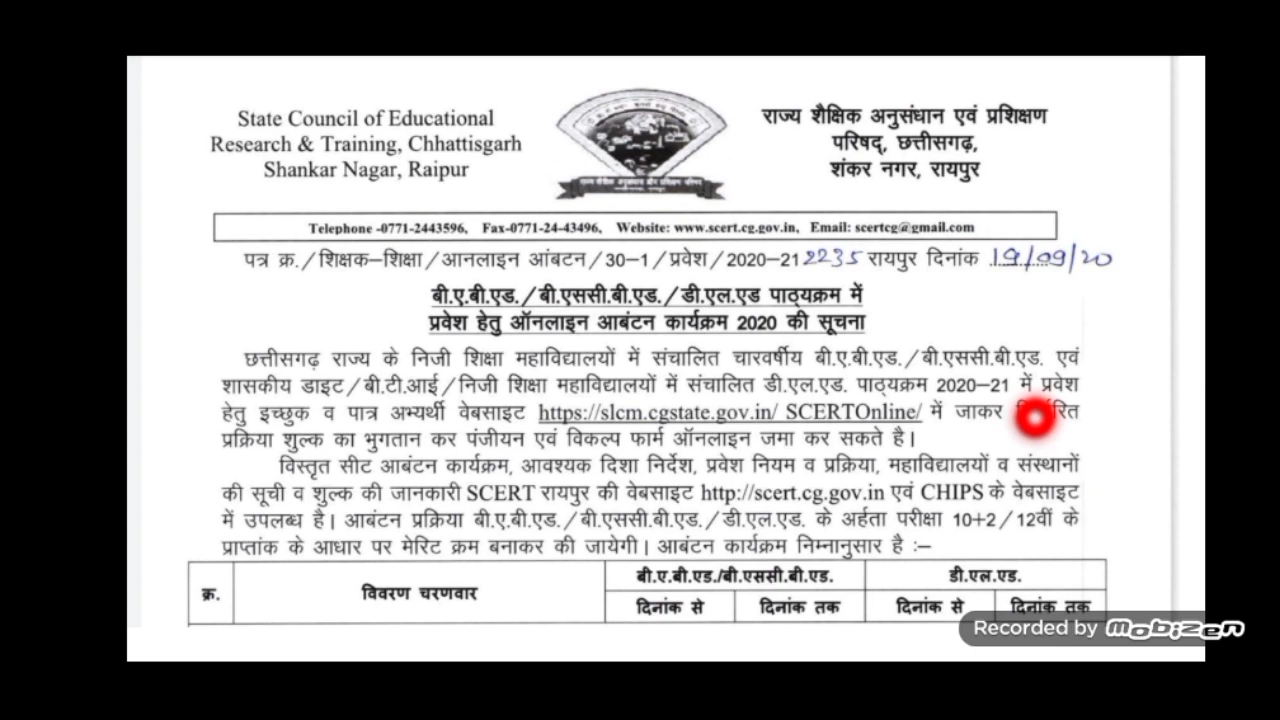 State Council of Educational
Research & Training, Chhattisgarh
Shankar Nagar, Raipur
राज्य शैक्षिक अनुसंधान एवं प्रशिक्षण
परिषद्, छत्तीसगढ़,
शंकर नगर, रायपुर
Telephone -0771-2443596, Fax-0771-24-43496, Website: www.scert.cg.gov.in, Email: scertcg@gmail.com
पत्र क्र./शिक्षक–शिक्षा/आनलाइन आंबटन/30–1/प्रवेश/2020–21 2235 रायपुर दिनांक 19/09/20
बी.ए.बी.एड./बी.एससी.बी.एड./डी.एल.एड पाठ्यक्रम में
प्रवेश हेतु ऑनलाइन आबंटन कार्यक्रम 2020 की सूचना
छत्तीसगढ़ राज्य के निजी शिक्षा महाविद्यालयों में संचालित चारवर्षीय बी.ए.बी.एड./बी.एससी.बी.एड. एवं
शासकीय डाइट/बी.टी.आई/निजी शिक्षा महाविद्यालयों में संचालित डी.एल.एड. पाठ्यक्रम 2020–21 में प्रवेश
हेतु इच्छुक व पात्र अभ्यर्थी वेबसाइट https://slcm.cgstate.gov.in/ SCERTOnline/ में जाकर
प्रक्रिया शुल्क का भुगतान कर पंजीयन एवं विकल्प फार्म ऑनलाइन जमा कर सकते है।
विस्तृत सीट आबंटन कार्यक्रम, आवश्यक दिशा निर्देश, प्रवेश नियम व प्रक्रिया, महाविद्यालयों व संस्थानों
की सूची व शुल्क की जानकारी SCERT रायपुर की वेबसाइट http://scert.cg.gov.in एवं CHIPS के वेबसाइट
में उपलब्ध है। आबंटन प्रक्रिया बी.ए.बी.एड./बी.एससी.बी.एड./डी.एल.एड. के अर्हता परीक्षा 10+2/12वीं के
प्राप्तांक के आधार पर मेरिट क्रम बनाकर की जायेगी। आबंटन कार्यक्रम निम्नानुसार है :–
क्र. विवरण चरणवार बी.ए.बी.एड./बी.एससी.बी.एड. डी.एल.एड.
दिनांक से दिनांक तक दिनांक से दिनांक तक
Recorded by Mobizen